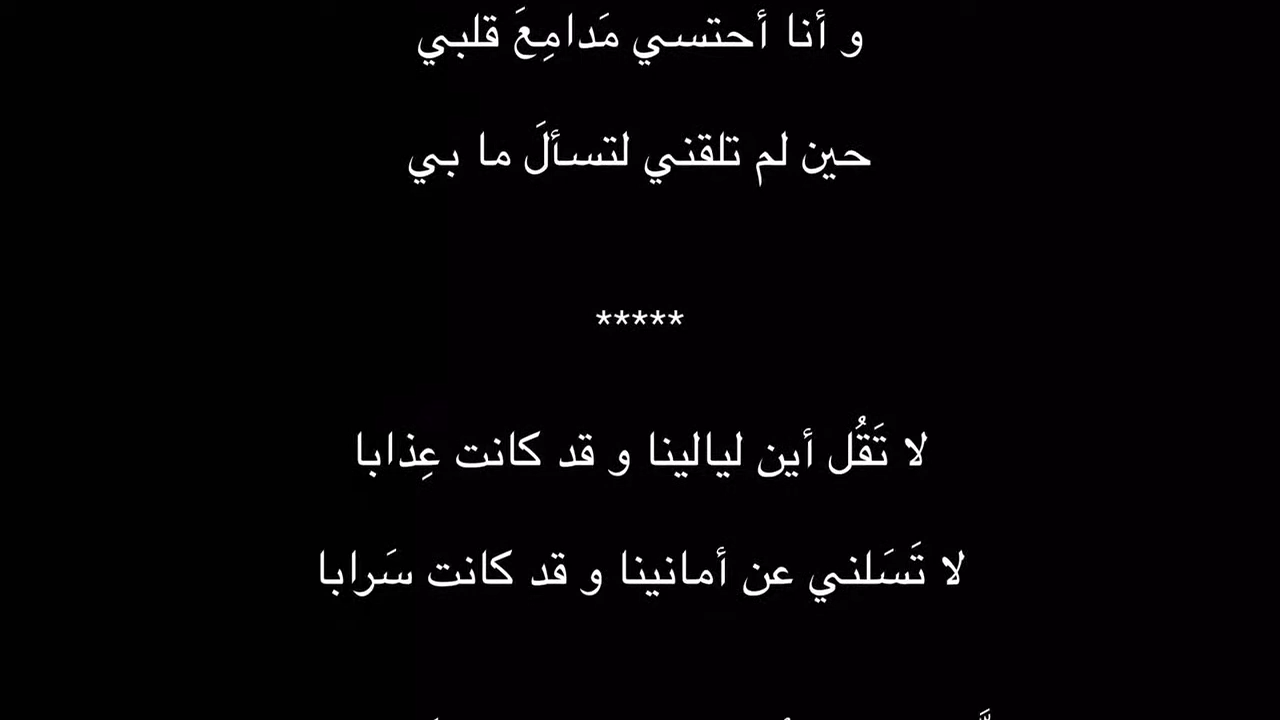 و أنا أحتسي مَدامِعَ قلبي
حين لم تلقني لتسألَ ما بي
*****
لا تَقُل أين ليالينا و قد كانت عِذابا
لا تَسَلني عن أمانينا و قد كانت سَرابا